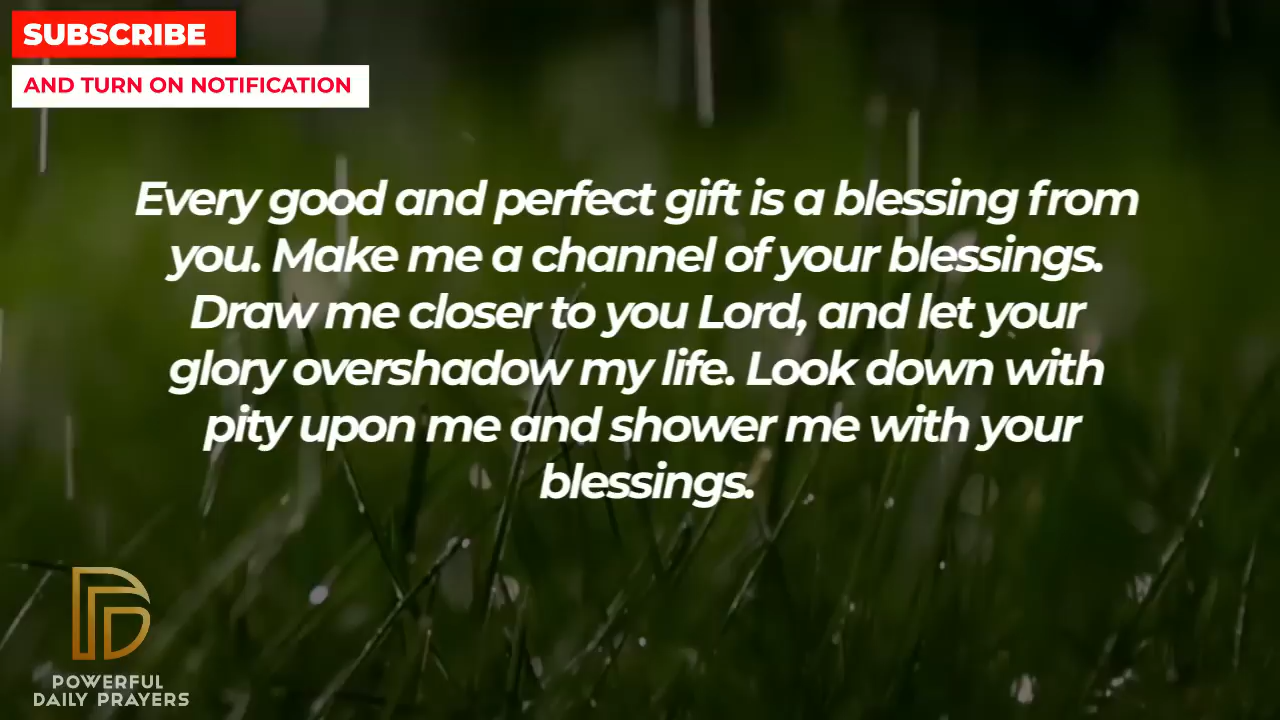 SUBSCRIBE
AND TURN ON NOTIFICATION
Every good and perfect gift is a blessing from
you. Make me a channel of your blessings.
Draw me closer to you Lord, and let your
glory overshadow my life. Look down with
pity upon me and shower me with your
blessings.
POWERFUL
DAILY PRAYERS